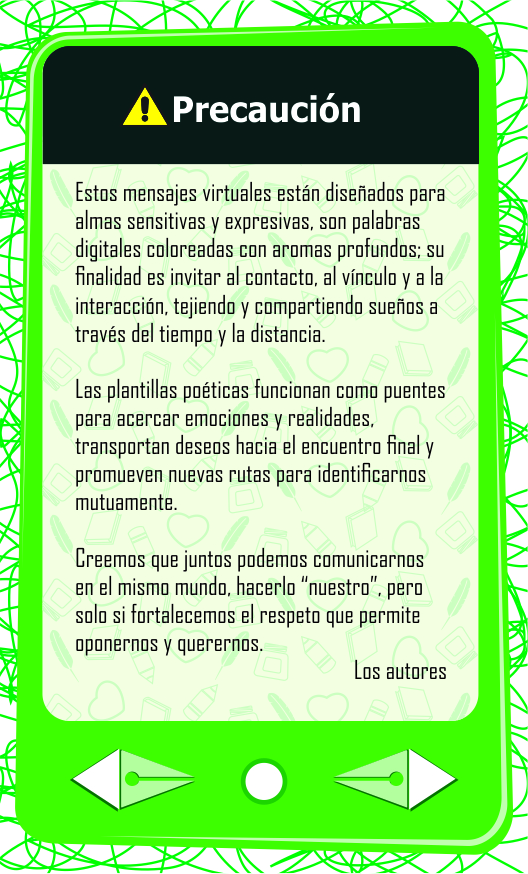 Precaución
Estos mensajes virtuales están diseñados para
almas sensitivas y expresivas, son palabras
digitales coloreadas con aromas profundos; su
finalidad es invitar al contacto, al vínculo y a la
interacción, tejiendo y compartiendo sueños a
través del tiempo y la distancia.
Las plantillas poéticas funcionan como puentes
para acercar emociones y realidades,
transportan deseos hacia el encuentro final y
promueven nuevas rutas para identificarnos
mutuamente.
Creemos que juntos podemos comunicarnos
en el mismo mundo, hacerlo “nuestro”, pero
solo si fortalecemos el respeto que permite
oponernos y querernos.
Los autores